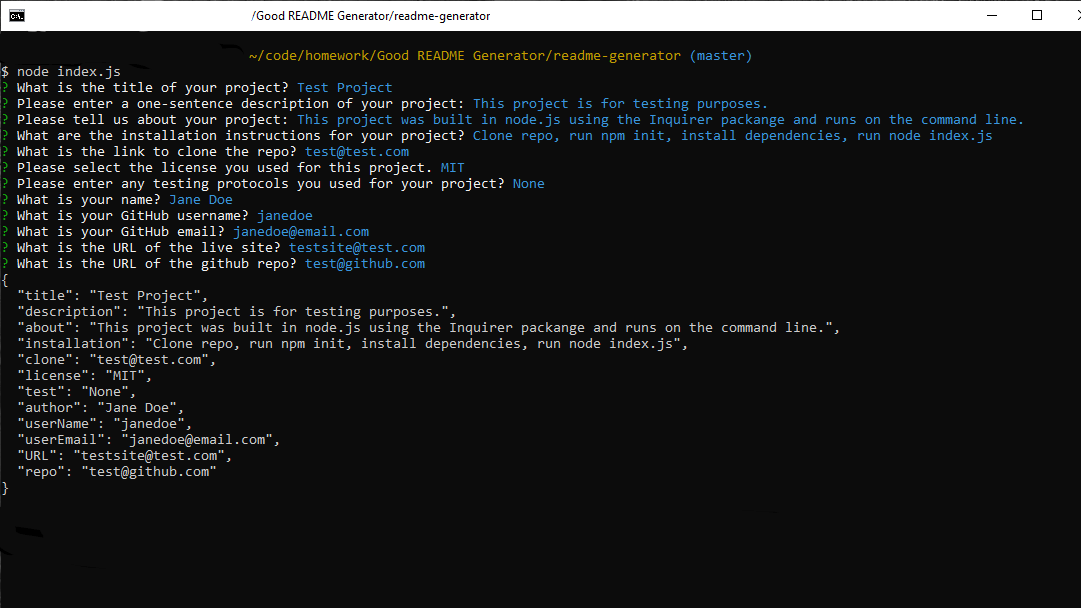 /Good README Generator/readme-generator
~/code/homework/Good README Generator/readme-generator (master)
$ node index.js
? What is the title of your project? Test Project
? Please enter a one-sentence description of your project: This project is for testing purposes.
? Please tell us about your project: This project was built in node.js using the Inquirer packange and runs on the command line.
? What are the installation instructions for your project? Clone repo, run npm init, install dependencies, run node index.js
? What is the link to clone the repo? test@test.com
? Please select the license you used for this project. MIT
? Please enter any testing protocols you used for your project? None
? What is your name? Jane Doe
? What is your GitHub username? janedoe
? What is your GitHub email? janedoe@email.com
? What is the URL of the live site? testsite@test.com
? What is the URL of the github repo? test@github.com
{
  "title": "Test Project",
  "description": "This project is for testing purposes.",
  "about": "This project was built in node.js using the Inquirer packange and runs on the command line.",
  "installation": "Clone repo, run npm init, install dependencies, run node index.js",
  "clone": "test@test.com",
  "license": "MIT",
  "test": "None",
  "author": "Jane Doe",
  "userName": "janedoe",
  "userEmail": "janedoe@email.com",
  "URL": "testsite@test.com",
  "repo": "test@github.com"
}